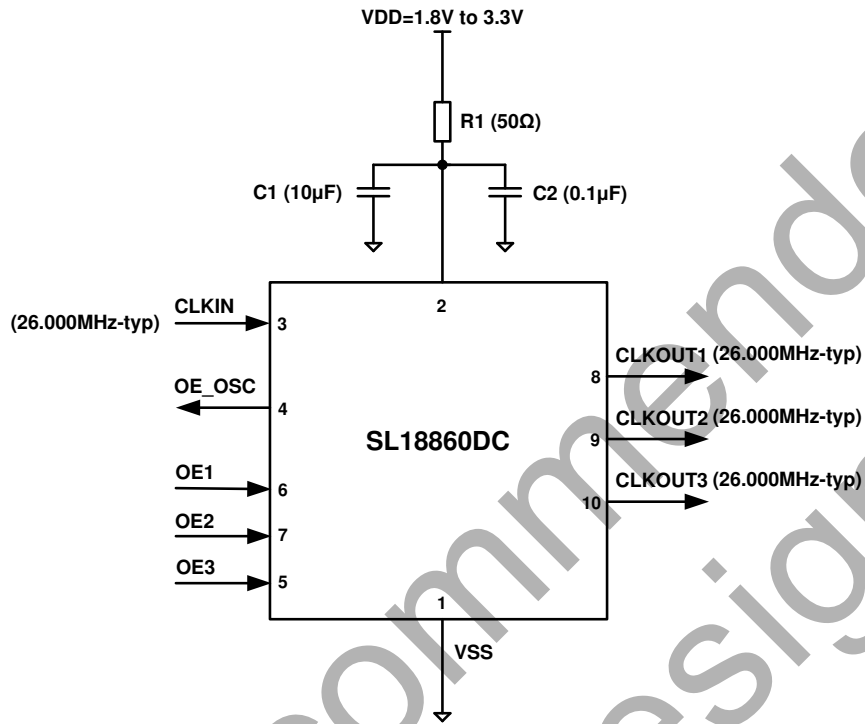 VDD=1.8V to 3.3V
R1 (50Ω)
C1 (10µF)
C2 (0.1µF)
2
CLKIN
(26.000MHz-typ)
3
CLKOUT1 (26.000MHz-typ)
8
OE_OSC
4
CLKOUT2 (26.000MHz-typ)
9
SL18860DC
OE1
6
CLKOUT3 (26.000MHz-typ)
10
OE2
7
OE3
5
1
VSS